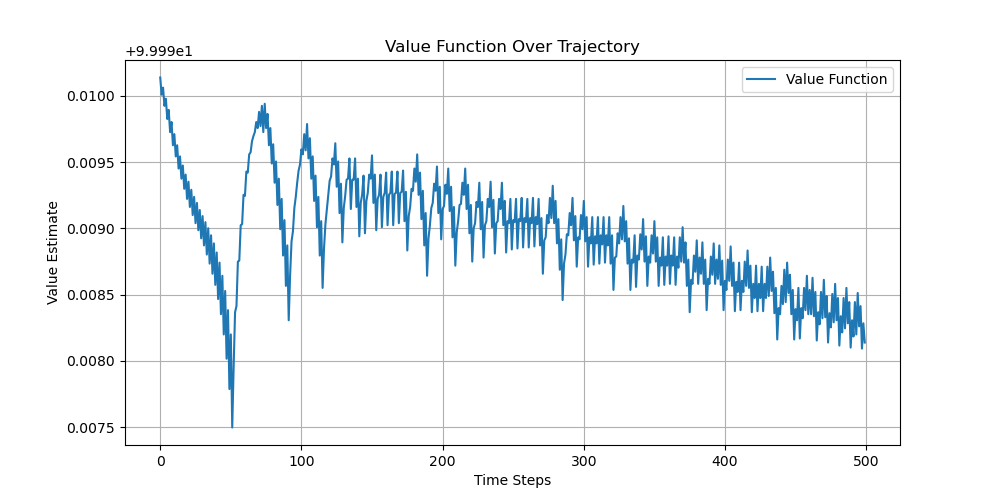 Value Function Over Trajectory
+9.999e1
Value Function
0.0100
0.0095
0.0090
0.0085
0.0080
0.0075
Value Estimate
0 100 200 300 400 500
Time Steps